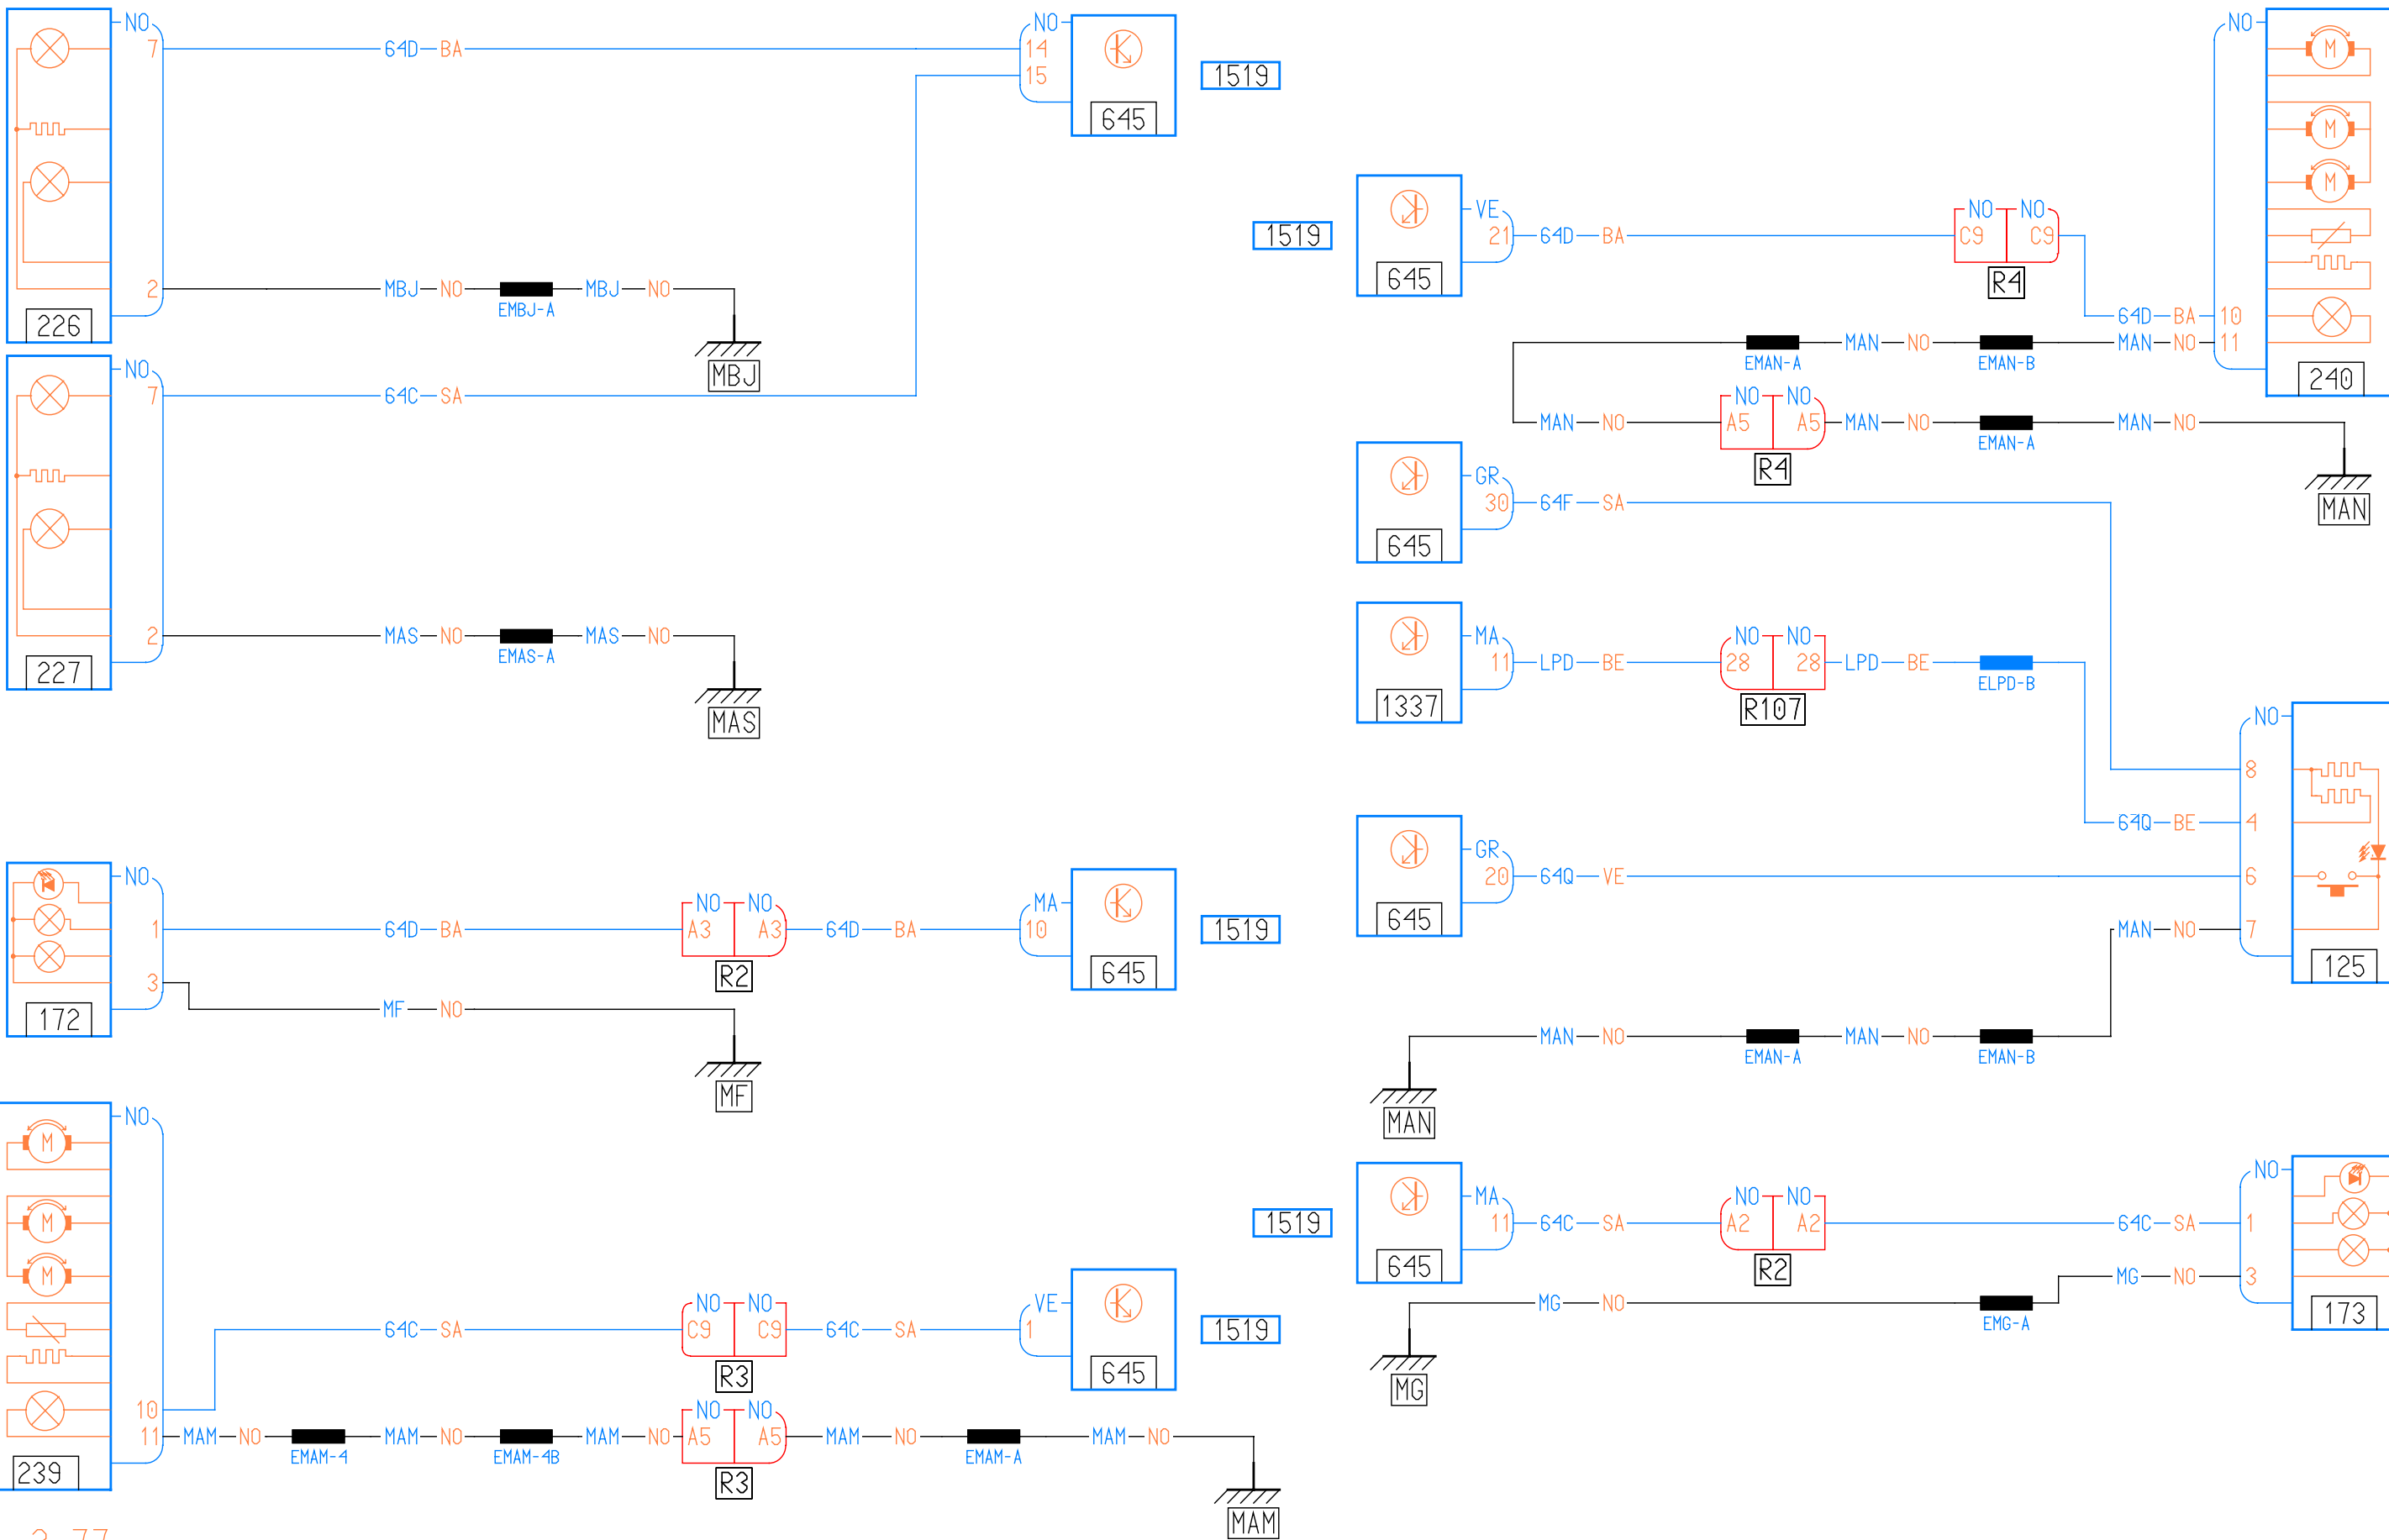 NO
7 64D BA
NO
14
15
645
1519
2 MBJ NO EMBJ-A MBJ NO
MBJ
226
NO
7 64C SA
2 MAS NO EMAS-A MAS NO
MAS
227
NO
1 64D BA NO NO A3 A3 64D BA MA 10
R2
645
1519
3
MF NO
MF
172
NO
M
M
M
10 64C SA NO NO C9 C9 64C SA VE 1
R3
645
1519
11 MAM NO EMAM-4 MAM NO EMAM-4B MAM NO NO NO A5 A5 MAM NO EMAM-A MAM NO
R3
MAM
239
NO
M
M
M
1519
645
VE
21 64D BA NO NO C9 C9
R4
64D BA 10
EMAN-A MAN NO EMAN-B MAN NO 11
240
MAN NO NO NO A5 A5 MAN NO EMAN-A MAN NO
R4
MAN
GR
30 64F SA
645
MA
11 LPD BE NO NO 28 28 LPD BE ELPD-B
R107
1337
NO
8
64Q BE 4
GR
20 64Q VE 6
645
MAN NO 7
125
MAN NO EMAN-A MAN NO EMAN-B
MAN
1519
MA
11 64C SA NO NO A2 A2 64C SA NO 1
R2
645
MG NO EMG-A MG NO 3
MG
173